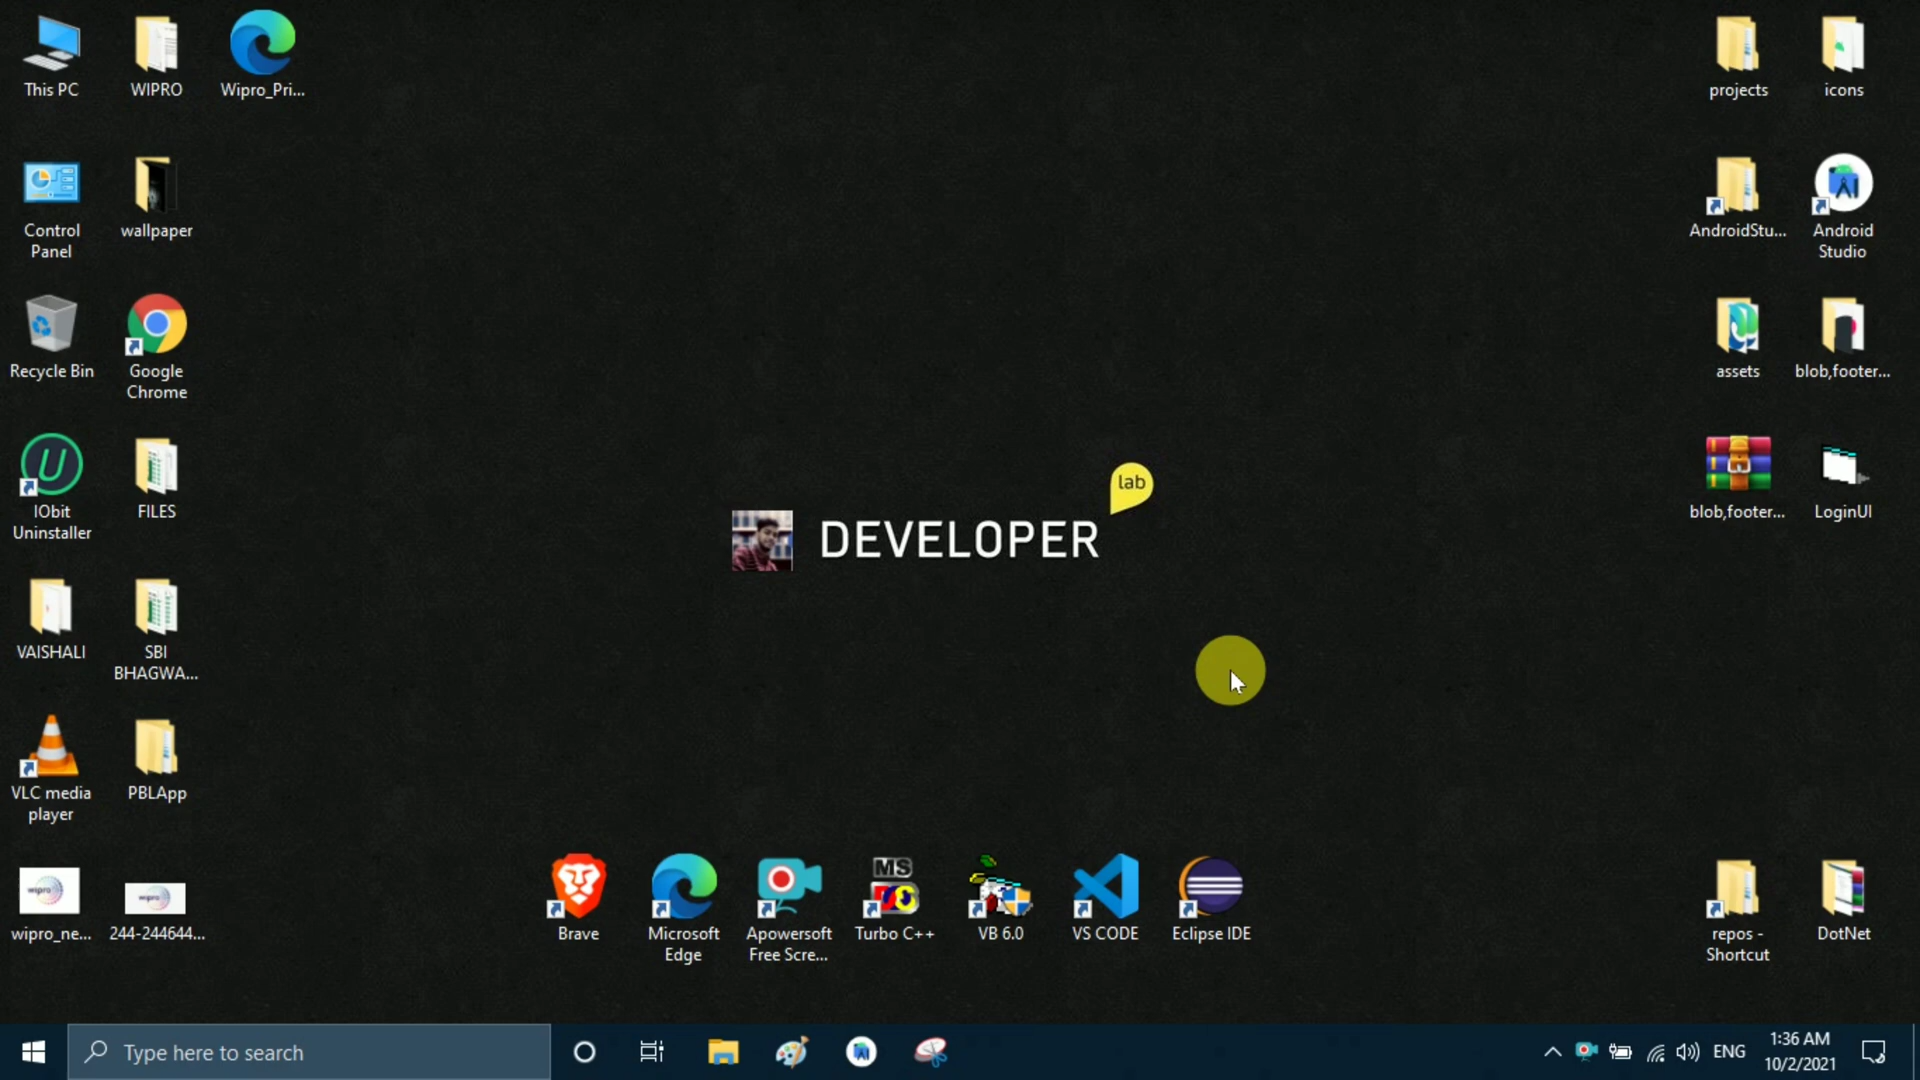 This PC
WIPRO
Wipro_Pri...
projects
icons
Control
Panel
wallpaper
AndroidStu...
Android
Studio
Recycle Bin
Google
Chrome
assets
blob,footer...
IObit
Uninstaller
FILES
blob,footer...
LoginUI
lab
DEVELOPER
VAISHALI
SBI
BHAGWA...
VLC media
player
PBLApp
wipro
wipro_ne...
wipro
244-244644...
Brave
Microsoft
Edge
Apowersoft
Free Scre...
MS
Turbo C++
VB 6.0
VS CODE
Eclipse IDE
repos -
Shortcut
DotNet
Type here to search
ENG
1:36 AM
10/2/2021